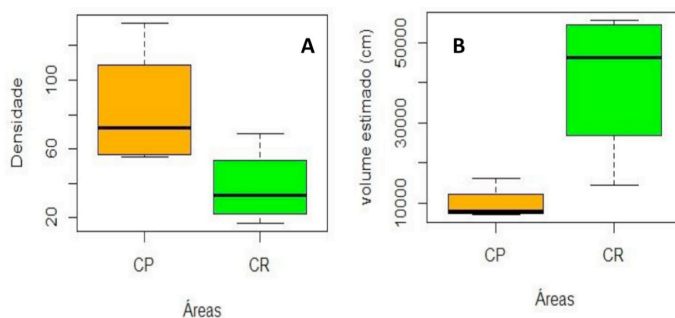 A
Densidade
100
60
20
CP
CR
Áreas
B
volume estimado (cm)
50000
30000
10000
CP
CR
Áreas